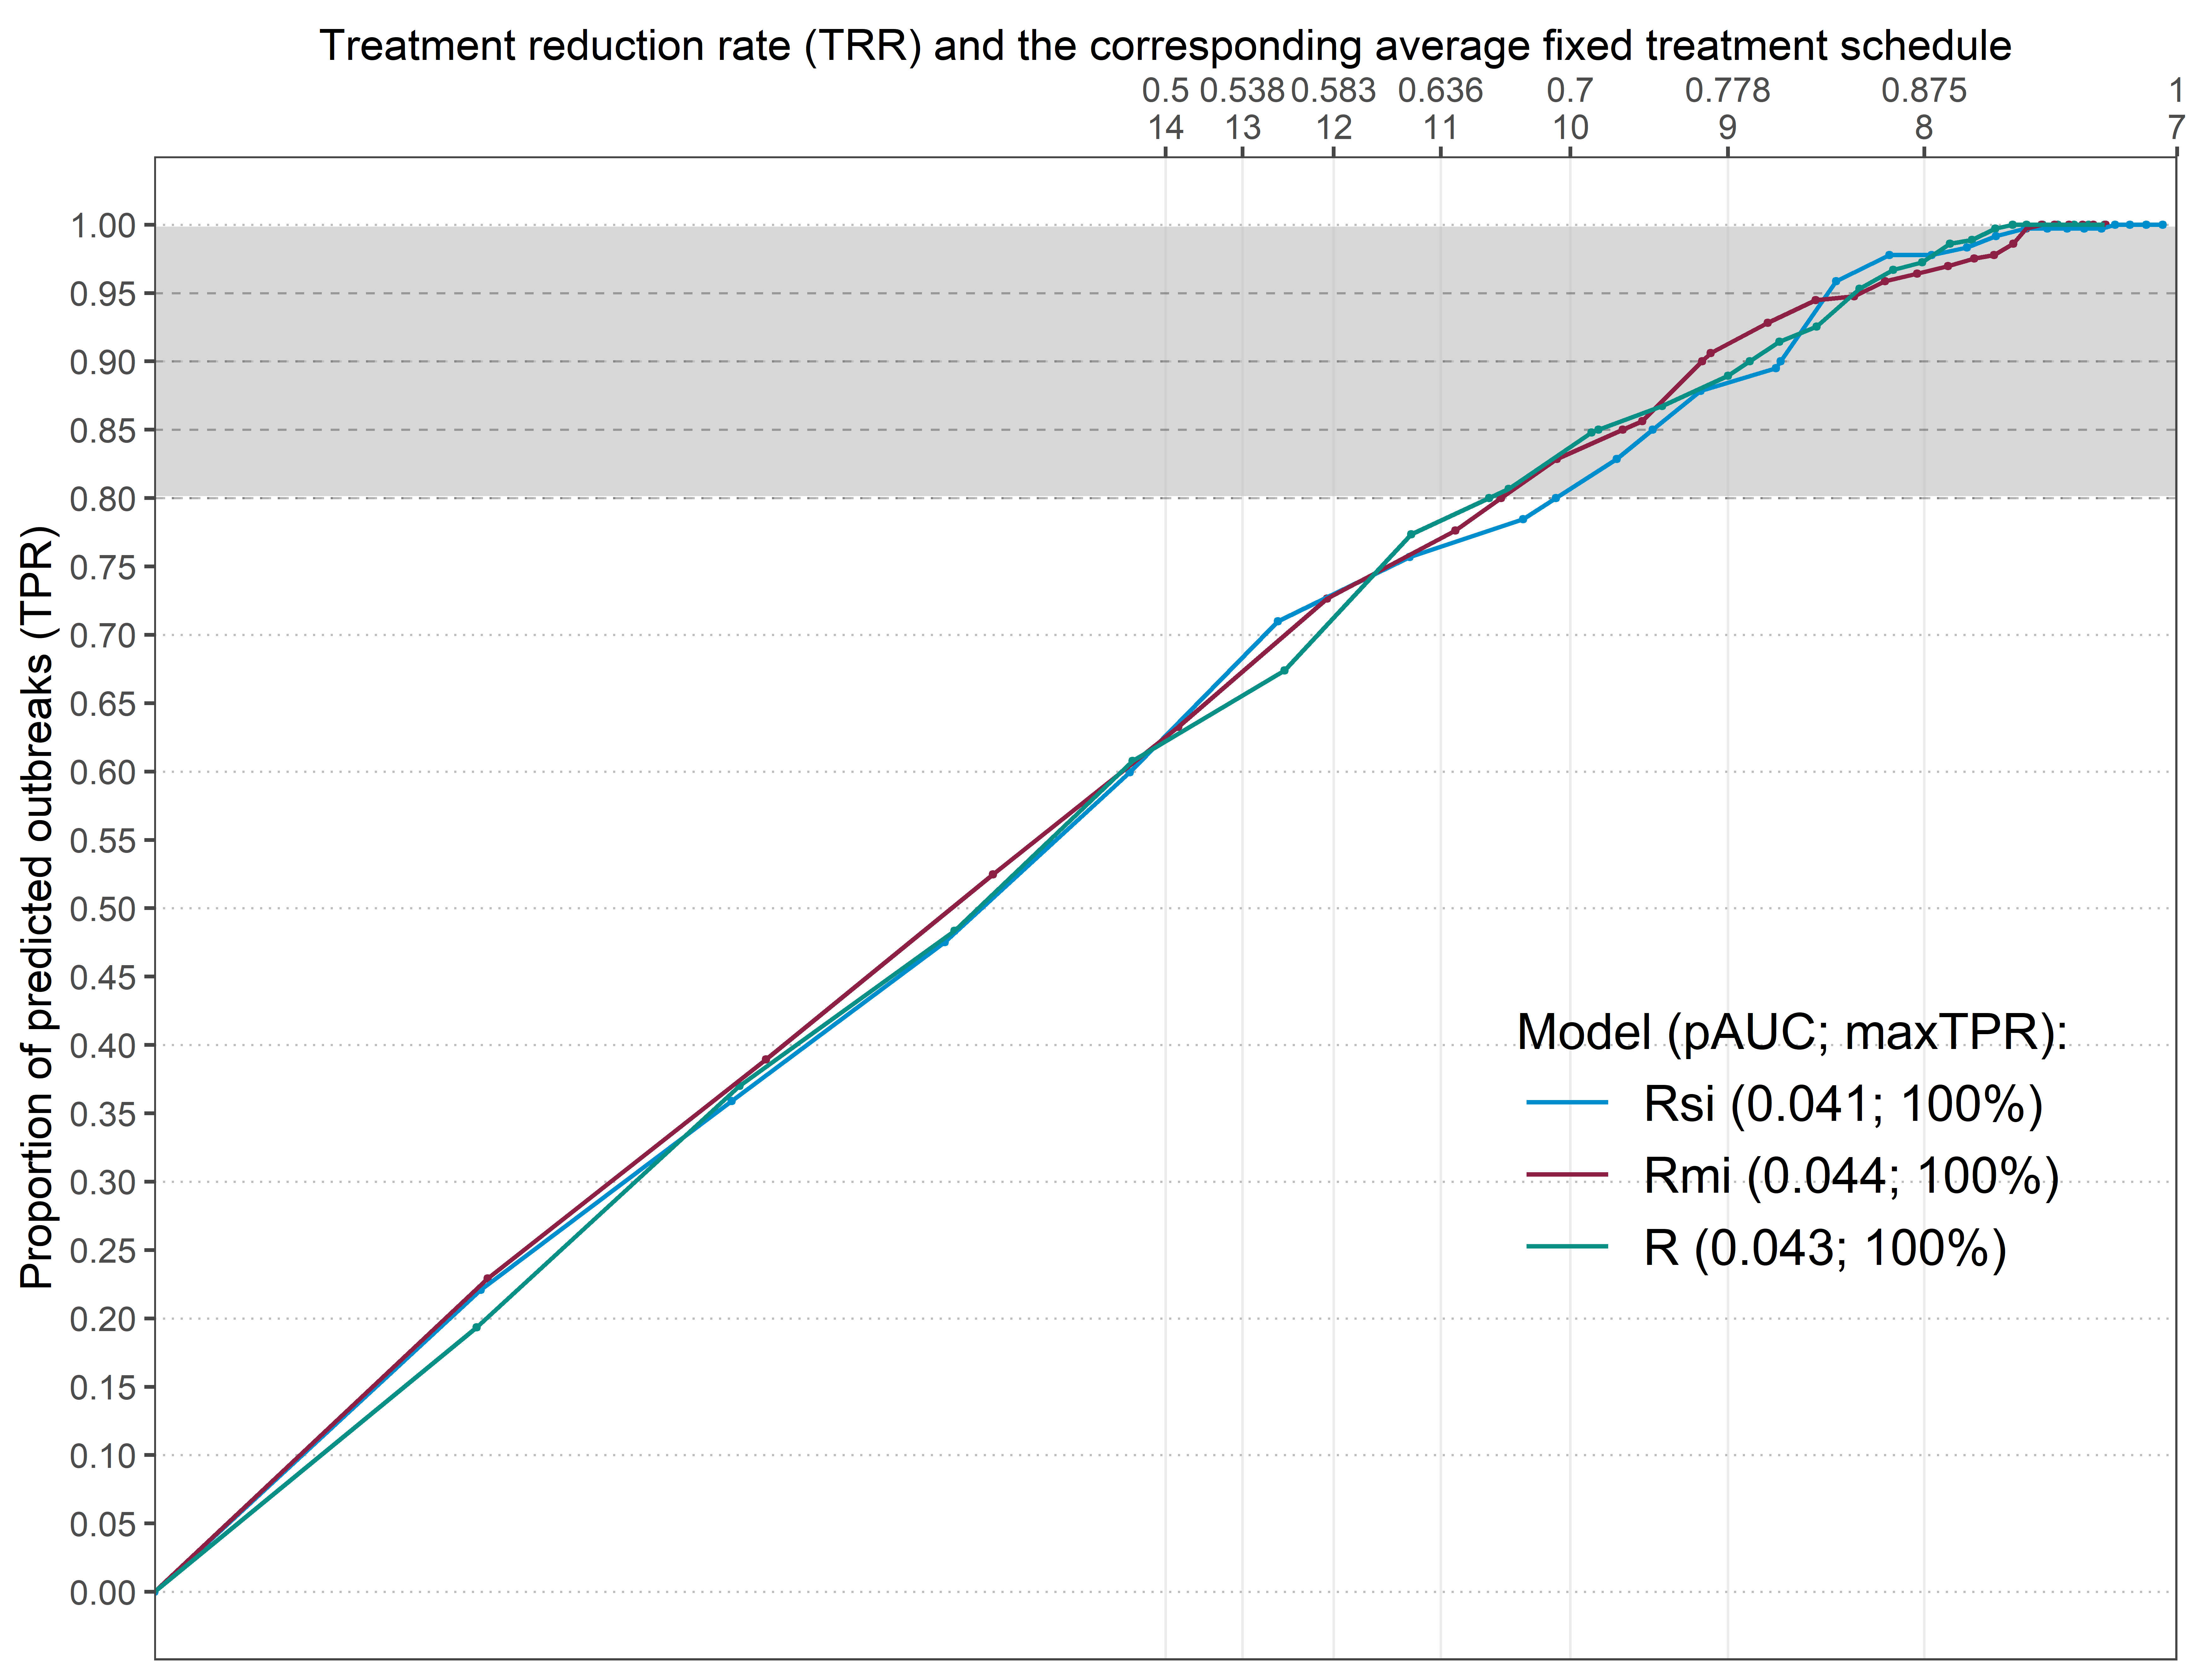 Treatment reduction rate (TRR) and the corresponding average fixed treatment schedule
0.5 0.538 0.583 0.636 0.7 0.778 0.875 1
14 13 12 11 10 9 8 7
Proportion of predicted outbreaks (TPR)
1.00
0.95
0.90
0.85
0.80
0.75
0.70
0.65
0.60
0.55
0.50
0.45
0.40
0.35
0.30
0.25
0.20
0.15
0.10
0.05
0.00
Model (pAUC; maxTPR):
Rsi (0.041; 100%)
Rmi (0.044; 100%)
R (0.043; 100%)